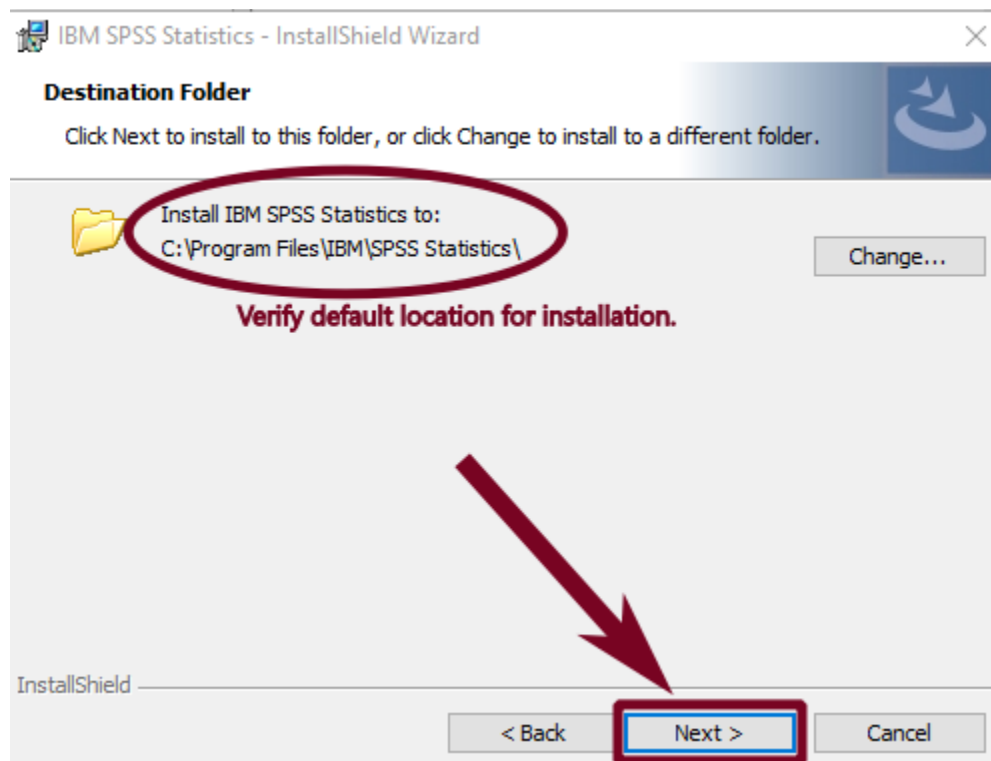 IBM SPSS Statistics - InstallShield Wizard
Destination Folder
Click Next to install to this folder, or click Change to install to a different folder.
Install IBM SPSS Statistics to:
C:\Program Files\IBM\SPSS Statistics\
Change...
Verify default location for installation.
InstallShield
< Back
Next >
Cancel